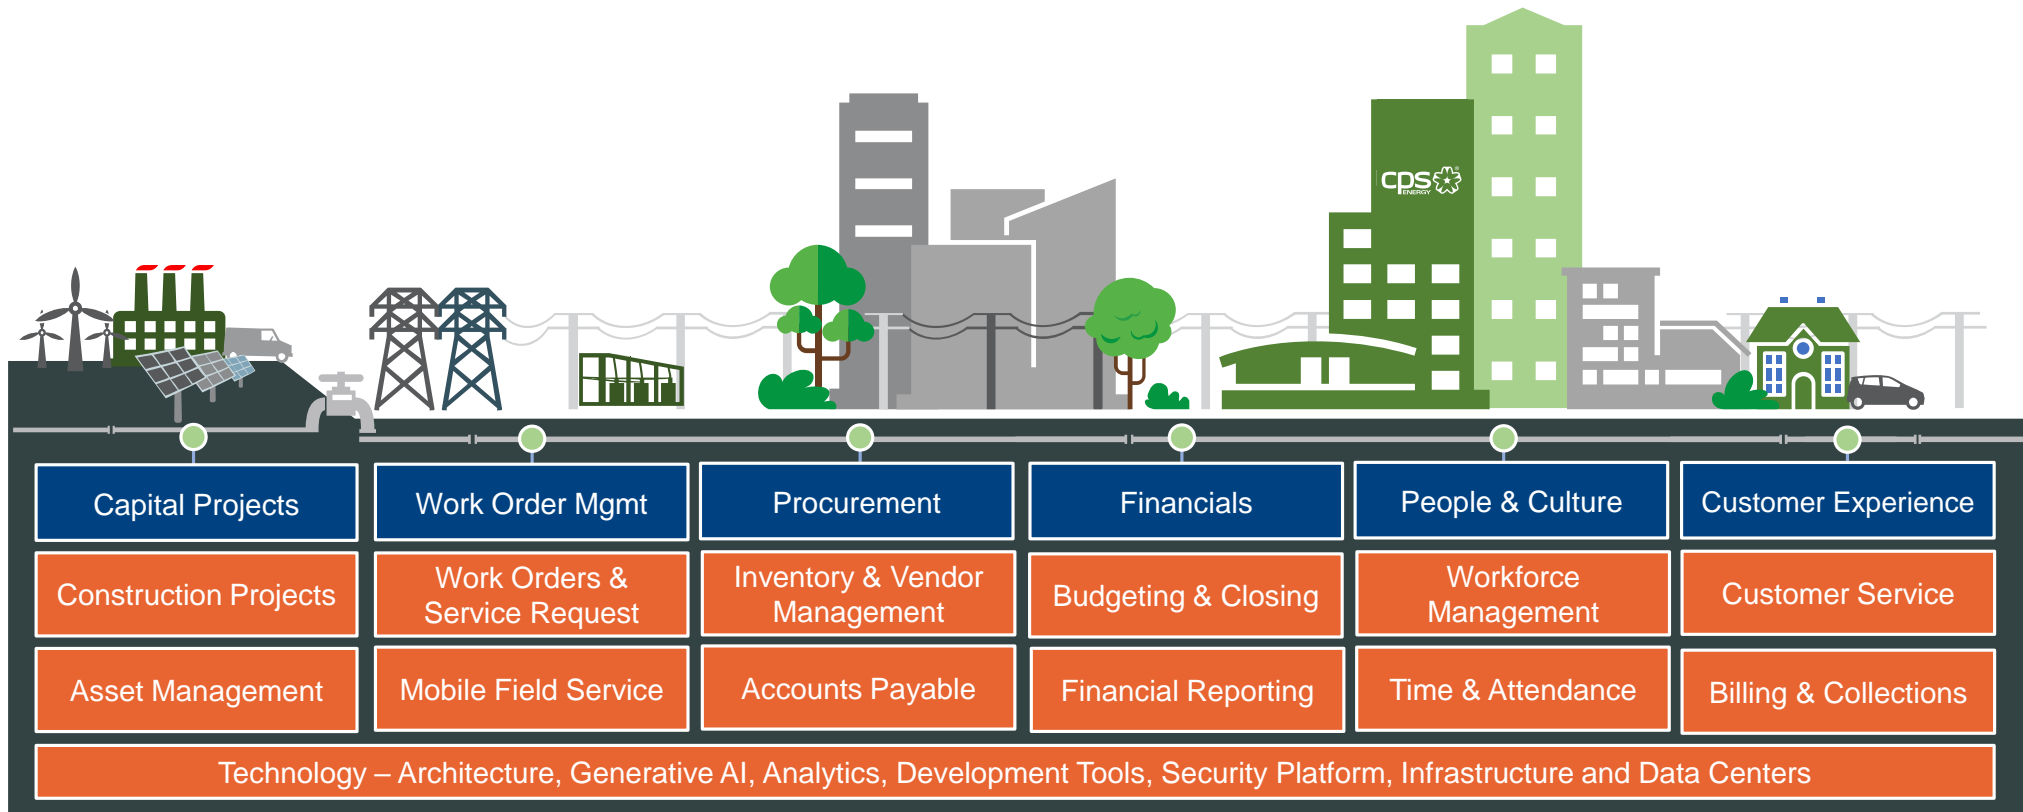 cps
ENERGY
Capital Projects
Work Order Mgmt
Procurement
Financials
People & Culture
Customer Experience
Construction Projects
Work Orders &
Service Request
Inventory & Vendor
Management
Budgeting & Closing
Workforce
Management
Customer Service
Asset Management
Mobile Field Service
Accounts Payable
Financial Reporting
Time & Attendance
Billing & Collections
Technology – Architecture, Generative AI, Analytics, Development Tools, Security Platform, Infrastructure and Data Centers